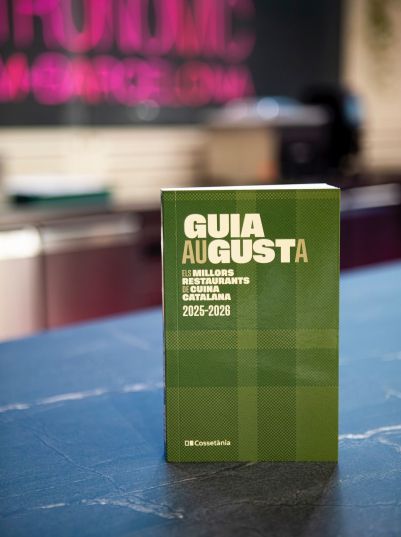 GUIA
AUGUSTA
ELS MILLORS
RESTAURANTS
DE CUINA
CATALANA
2025-2026
Cossetània